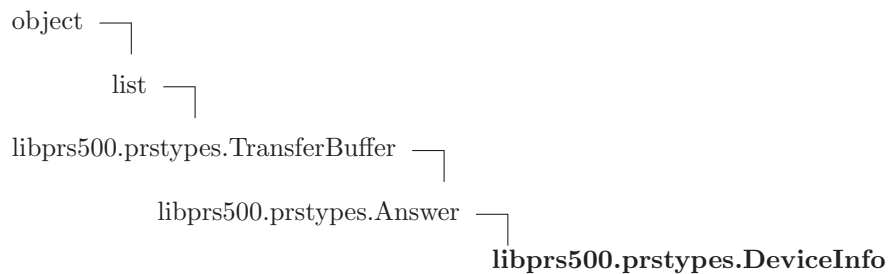 object
list
libprs500.prstypes.TransferBuffer
libprs500.prstypes.Answer
libprs500.prstypes.DeviceInfo